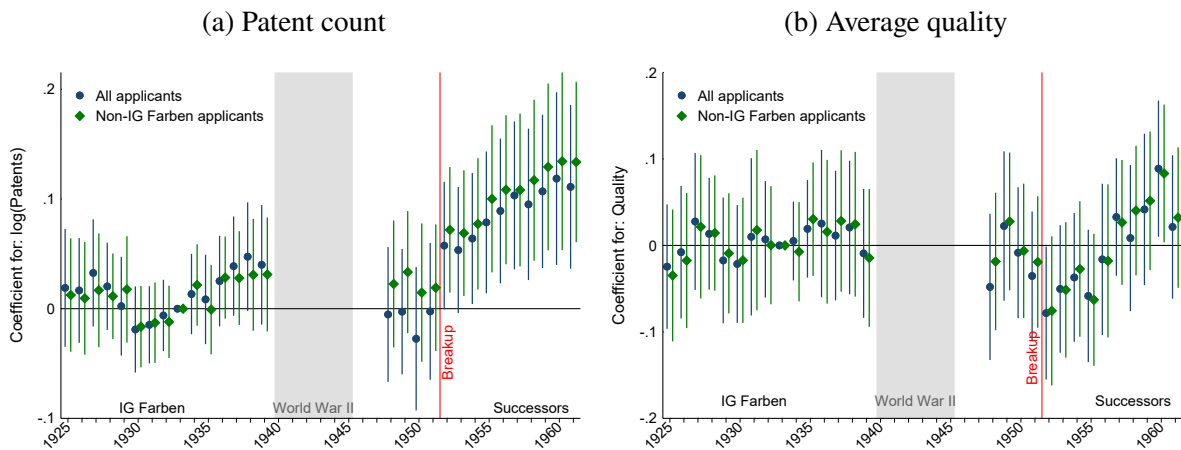 (a) Patent count
Coefficient for: log(Patents)
.2
.1
0
-.1
All applicants
Non-IG Farben applicants
Breakup
IG Farben
World War II
Successors
1925
1930
1935
1940
1945
1950
1955
1960
(b) Average quality
Coefficient for: Quality
.2
.1
0
-.1
-.2
All applicants
Non-IG Farben applicants
Breakup
IG Farben
World War II
Successors
1925
1930
1935
1940
1945
1950
1955
1960